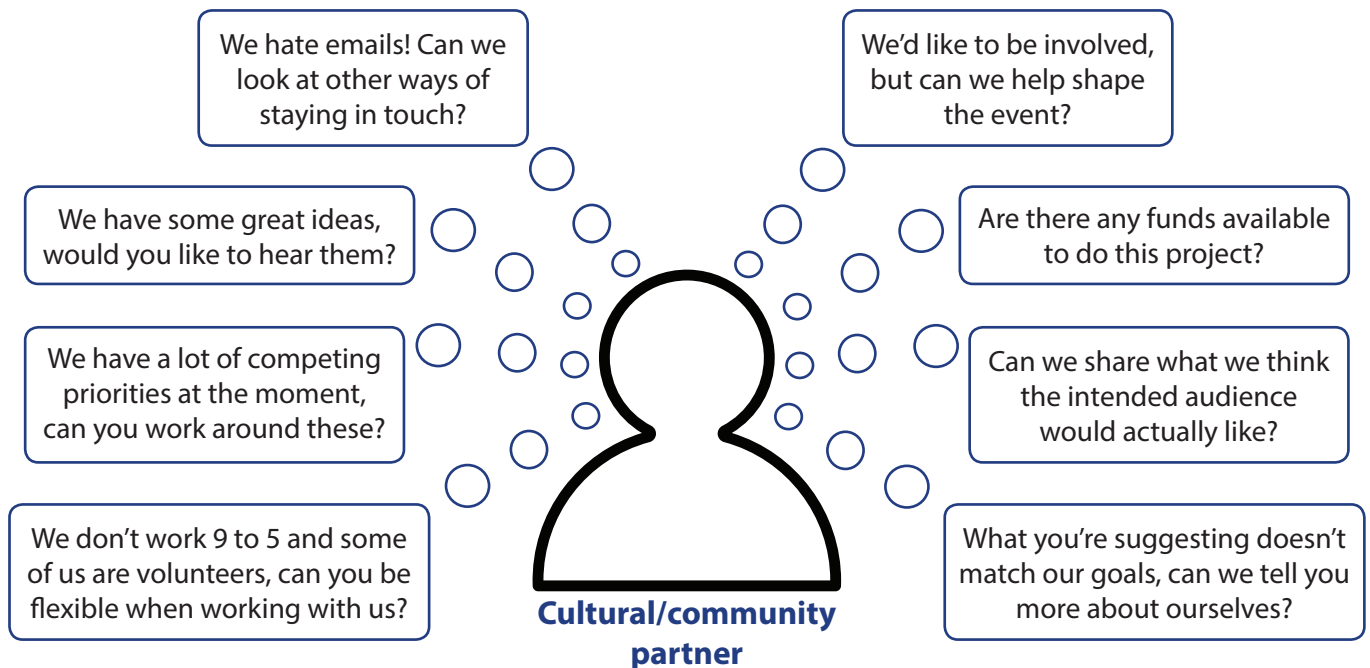 We hate emails! Can we
look at other ways of
staying in touch?
We’d like to be involved,
but can we help shape
the event?
We have some great ideas,
would you like to hear them?
Are there any funds available
to do this project?
We have a lot of competing
priorities at the moment,
can you work around these?
Can we share what we think
the intended audience
would actually like?
We don’t work 9 to 5 and some
of us are volunteers, can you be
flexible when working with us?
What you’re suggesting doesn’t
match our goals, can we tell you
more about ourselves?
Cultural/community
partner